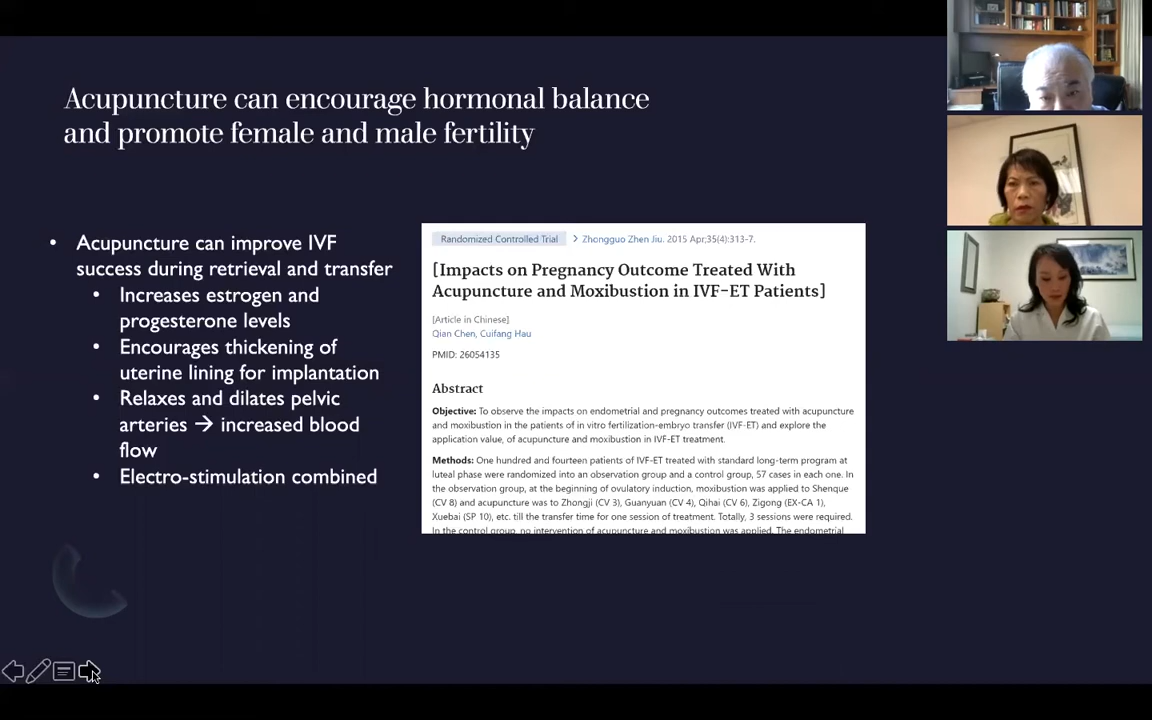 Acupuncture can encourage hormonal balance
and promote female and male fertility
• Acupuncture can improve IVF
success during retrieval and transfer
• Increases estrogen and
progesterone levels
• Encourages thickening of
uterine lining for implantation
• Relaxes and dilates pelvic
arteries → increased blood
flow
• Electro-stimulation combined
Randomized Controlled Trial > Zhongguo Zhen Jiu. 2015 Apr;35(4):313-7.
[Impacts on Pregnancy Outcome Treated With
Acupuncture and Moxibustion in IVF-ET Patients]
[Article in Chinese]
Qian Chen, Cuifang Hau
PMID: 26054135
Abstract
Objective: To observe the impacts on endometrial and pregnancy outcomes treated with acupuncture
and moxibustion in the patients of in vitro fertilization-embryo transfer (IVF-ET) and explore the
application value, of acupuncture and moxibustion in IVF-ET treatment.
Methods: One hundred and fourteen patients of IVF-ET treated with standard long-term program at
luteal phase were randomized into an observation group and a control group, 57 cases in each one. In
the observation group, at the beginning of ovulatory induction, moxibustion was applied to Shenque
(CV 8) and acupuncture was to Zhongji (CV 3), Guanyuan (CV 4), Qihai (CV 6), Zigong (EX-CA 1),
Xuebai (SP 10), etc. till the transfer time for one session of treatment. Totally, 3 sessions were required.
In the control group, no intervention of acupuncture and moxibustion was applied. The endometrial